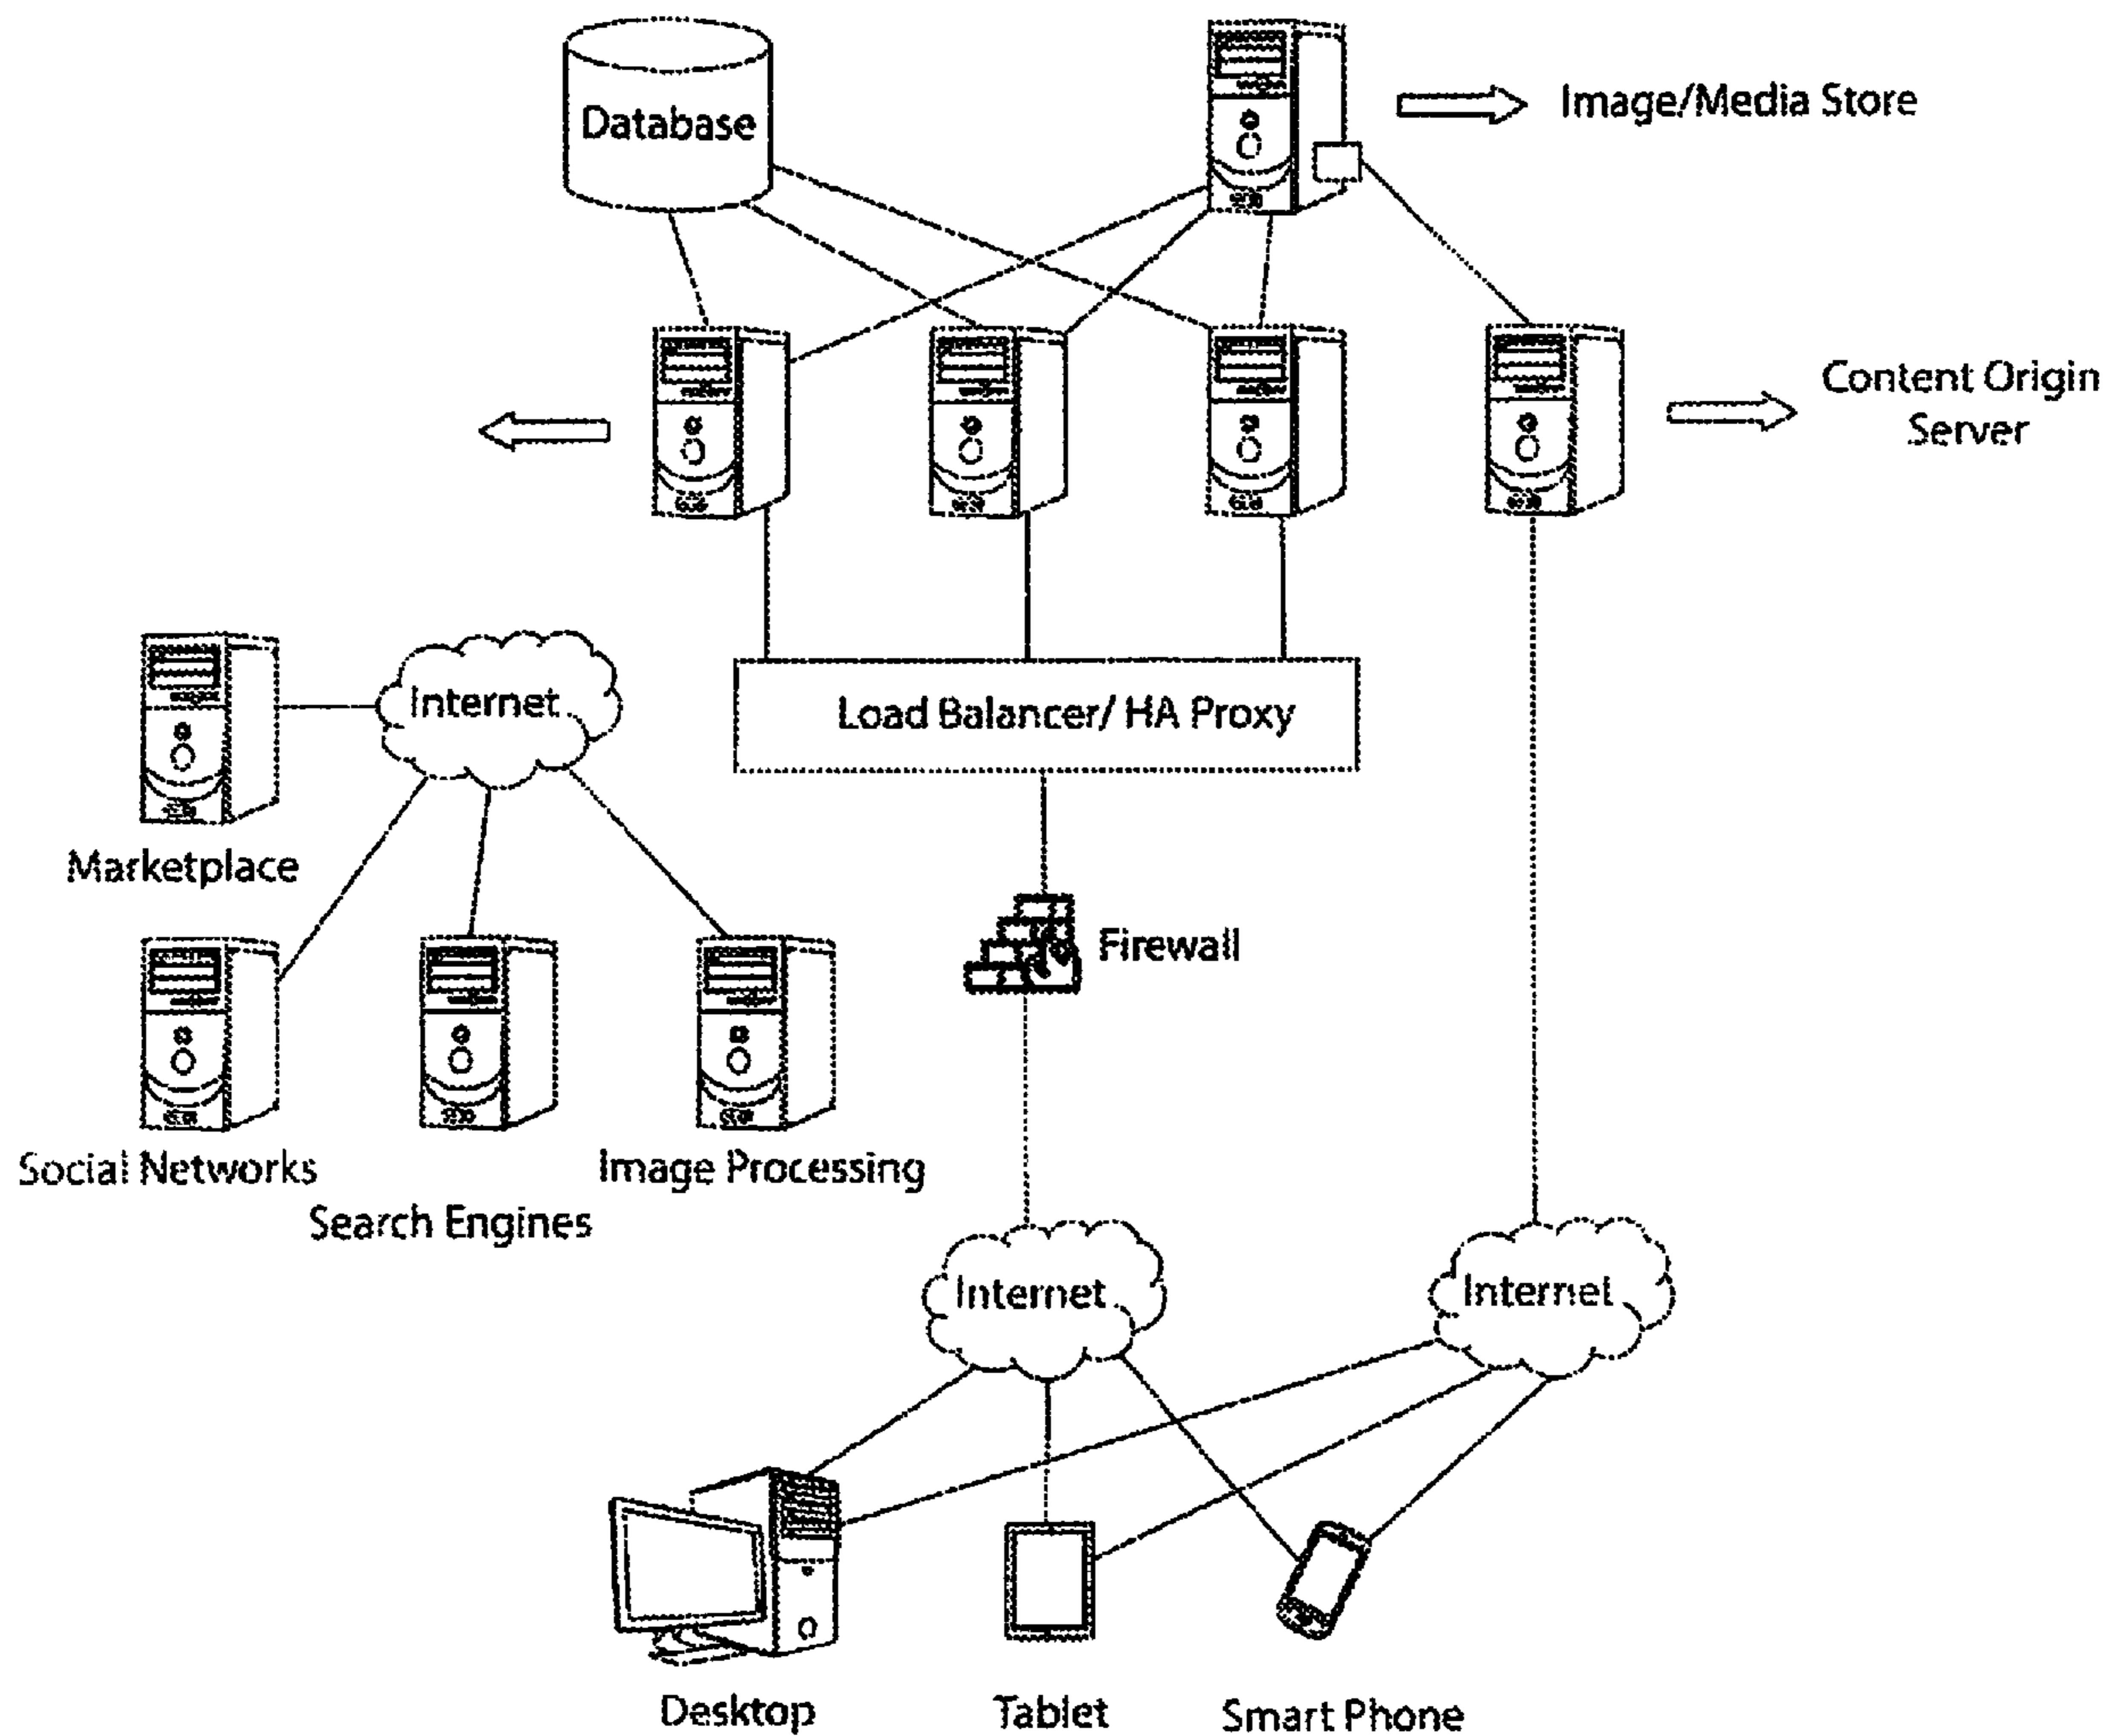 Database
Image/Media Store
Content Origin
Server
Internet
Load Balancer/ HA Proxy
Marketplace
Firewall
Social Networks
Image Processing
Search Engines
Internet
Internet
Desktop
Tablet
Smart Phone